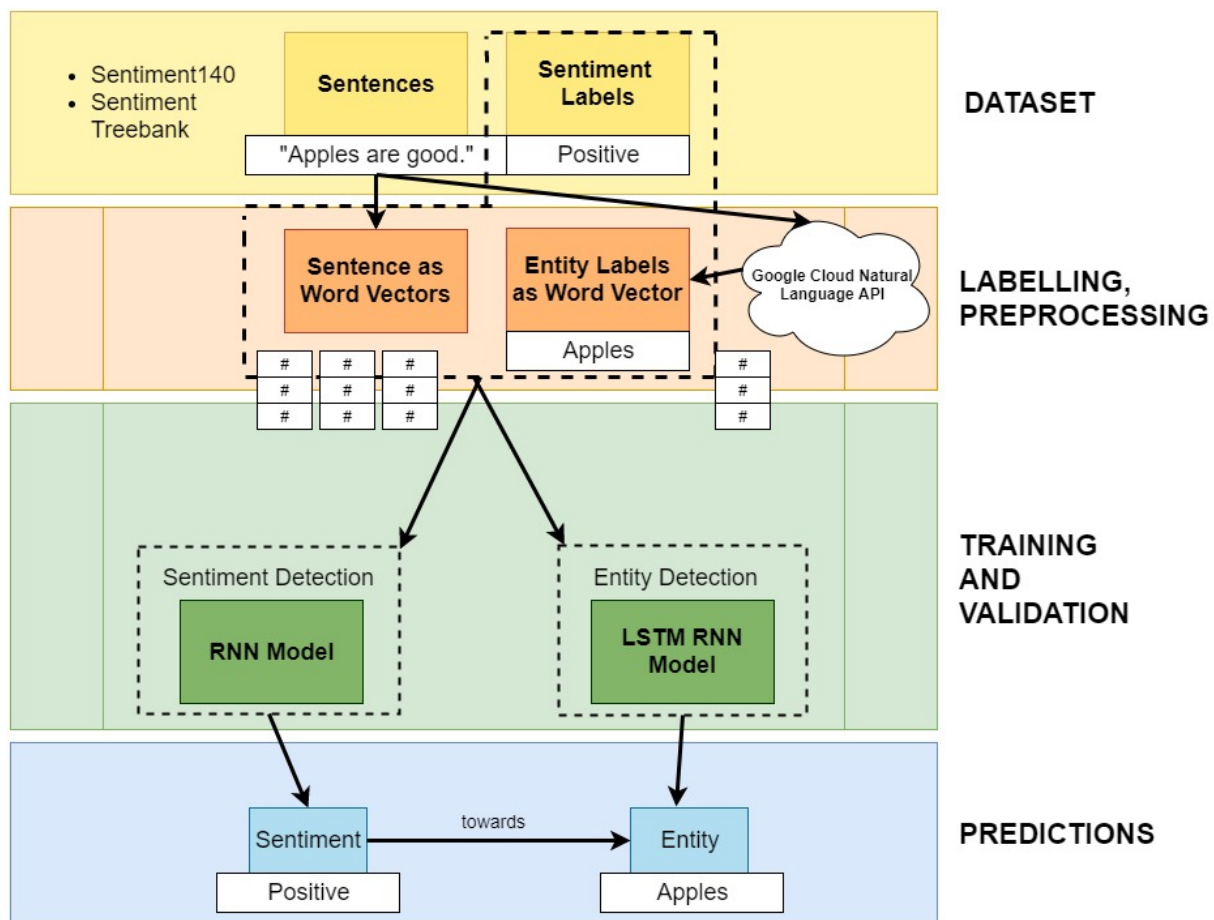 • Sentiment140
• Sentiment
Treebank
Sentences
"Apples are good."
Sentiment
Labels
Positive
DATASET
Sentence as
Word Vectors
Entity Labels
as Word Vector
Apples
Google Cloud Natural
Language API
LABELLING,
PREPROCESSING
# # # #
# # # #
# # # #
Sentiment Detection
RNN Model
Entity Detection
LSTM RNN
Model
TRAINING
AND
VALIDATION
Sentiment
Positive
towards
Entity
Apples
PREDICTIONS